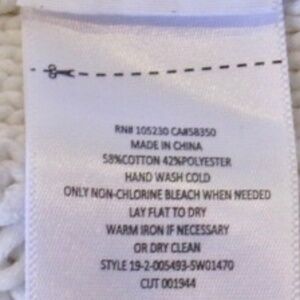 RN# 105230 CA#58350
MADE IN CHINA
58%COTTON 42%POLYESTER
HAND WASH COLD
ONLY NON-CHLORINE BLEACH WHEN NEEDED
LAY FLAT TO DRY
WARM IRON IF NECESSARY
OR DRY CLEAN
STYLE 19-2-005493-SW01470
CUT 001944